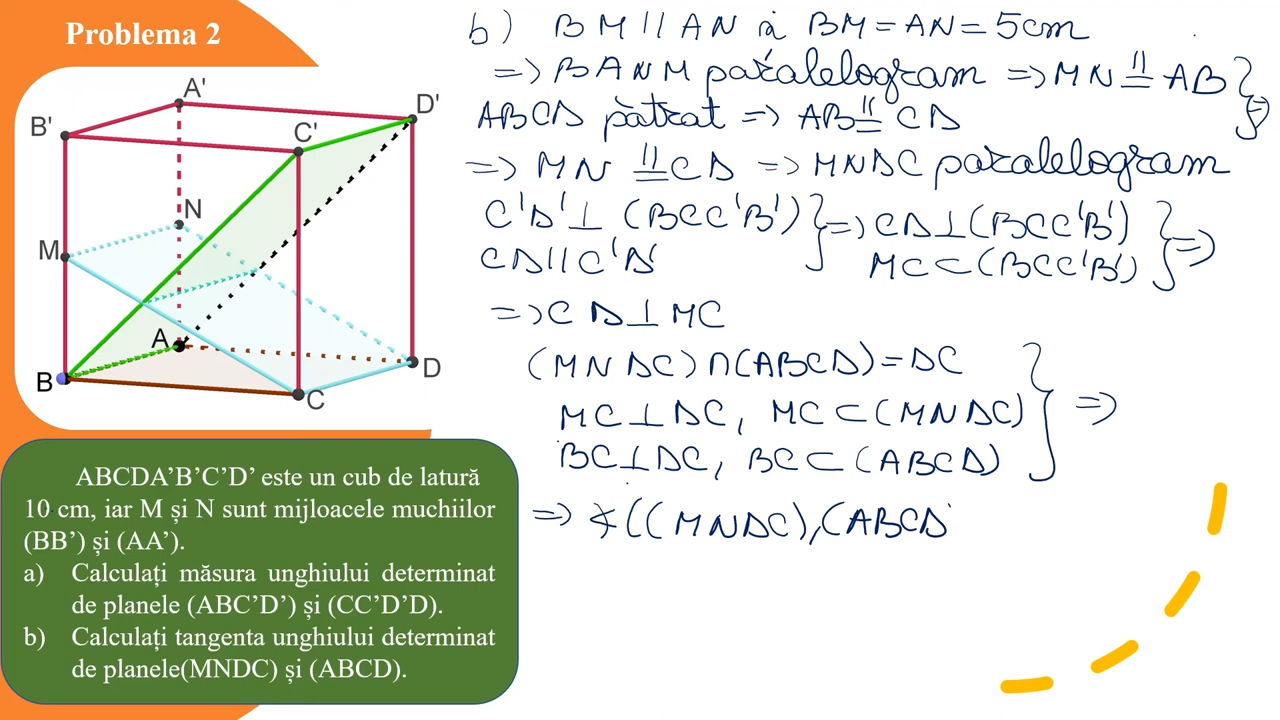 Problema 2
A'
D'
B'
C'
N
M
A
B
D
C
ABCDA’B’C’D’ este un cub de latură
10 cm, iar M și N sunt mijloacele muchiilor
(BB’) și (AA’).
a) Calculați măsura unghiului determinat
de planele (ABC’D’) și (CC’D’D).
b) Calculați tangenta unghiului determinat
de planele(MNDC) și (ABCD).
b) BM || AN și BM = AN = 5cm
=> BANM paralelogram => MN || = AB
ABCD pătrat => AB || = CD
=> MN || = CD => MNDC paralelogram
C'D' ⊥ (BCC'B') } => CD ⊥ (BCC'B') } =>
CD || C'D' MC ⊂ (BCC'B')
=> CD ⊥ MC
(MNDC) ∩ (ABCD) = DC
MC ⊥ DC, MC ⊂ (MNDC) } =>
BC ⊥ DC, BC ⊂ (ABCD)
=> ∢((MNDC), (ABCD